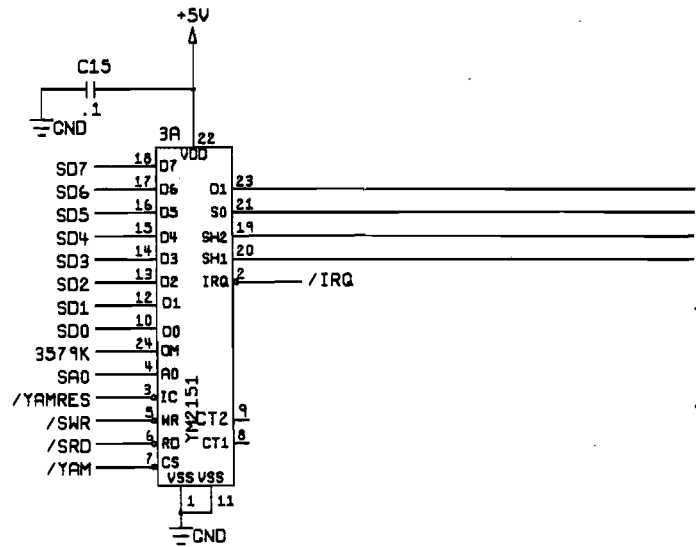 +5V
C15
.1
GND
3A
22
VDD
SD7 18 D7
SD6 17 D6 O1 23
SD5 16 D5 SO 21
SD4 15 D4 SH2 19
SD3 14 D3 SH1 20
SD2 13 D2 IRQ 2 /IRQ
SD1 12 D1
SD0 10 D0
3579K 24 OM
SA0 4 A0
/YAMRES 3 IC
/SWR 5 WR CT2 9
/SRD 6 RD CT1 8
/YAM 7 CS
YM2151
VSS VSS
1 11
GND